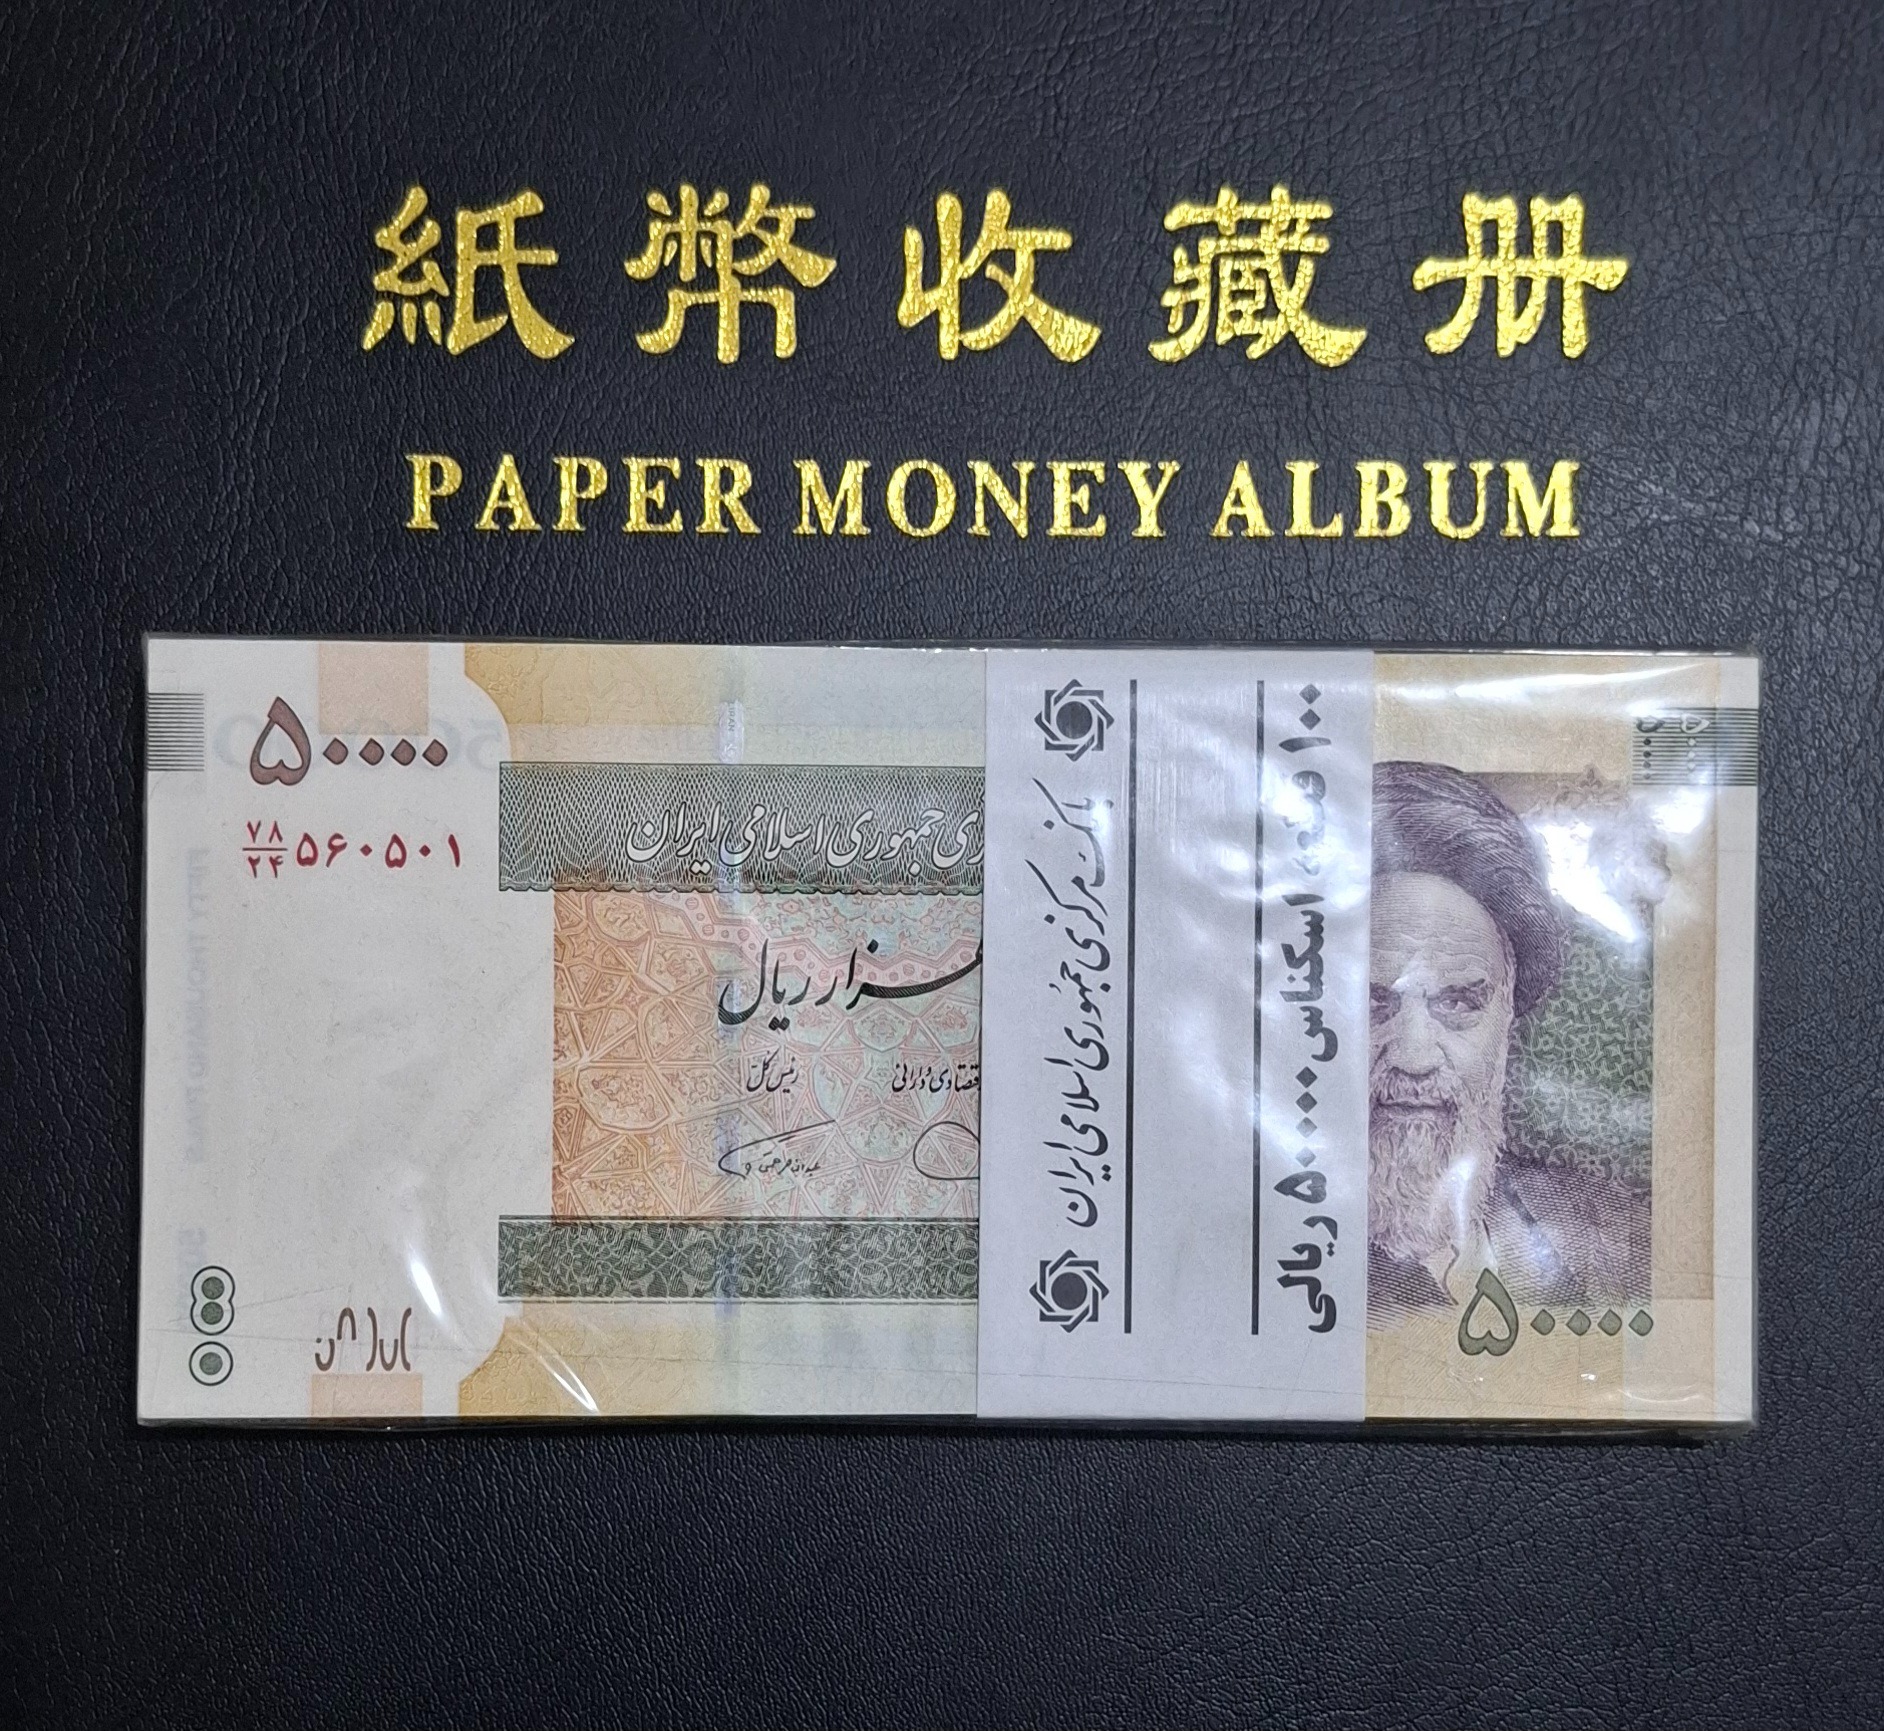 紙幣收藏册
PAPER MONEY ALBUM
۵۰۰۰۰
۷۸
۲۴
۵۶۰۵۰۱
جمهوری اسلامی ایران
هزار ریال
رئیس کل
بانک مرکزی جمهوری اسلامی ایران
۱۰۰ قطعه اسکناس ۵۰۰۰۰ ریالی
۵۰۰۰۰